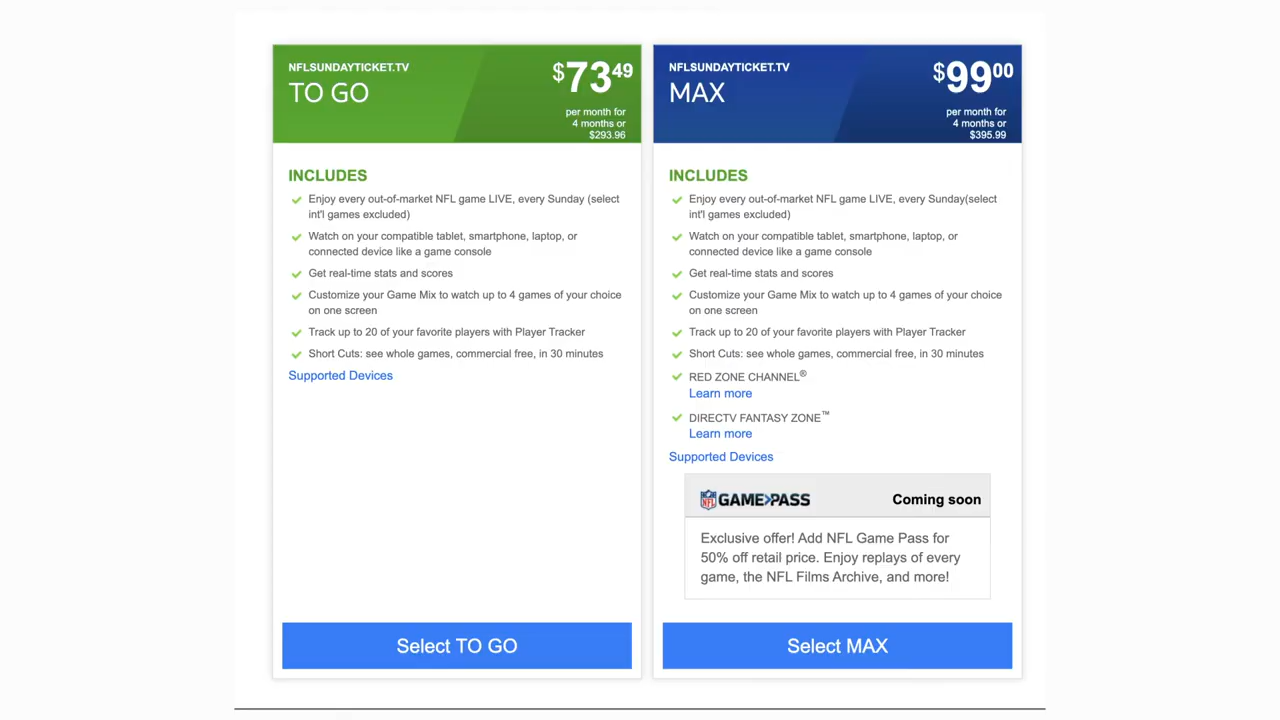 NFLSUNDAYTICKET.TV
TO GO
$7349
per month for
4 months or
$293.96
INCLUDES
Enjoy every out-of-market NFL game LIVE, every Sunday (select
int'l games excluded)
Watch on your compatible tablet, smartphone, laptop, or
connected device like a game console
Get real-time stats and scores
Customize your Game Mix to watch up to 4 games of your choice
on one screen
Track up to 20 of your favorite players with Player Tracker
Short Cuts: see whole games, commercial free, in 30 minutes
Supported Devices
Select TO GO
NFLSUNDAYTICKET.TV
MAX
$9900
per month for
4 months or
$395.99
INCLUDES
Enjoy every out-of-market NFL game LIVE, every Sunday(select
int'l games excluded)
Watch on your compatible tablet, smartphone, laptop, or
connected device like a game console
Get real-time stats and scores
Customize your Game Mix to watch up to 4 games of your choice
on one screen
Track up to 20 of your favorite players with Player Tracker
Short Cuts: see whole games, commercial free, in 30 minutes
RED ZONE CHANNEL®
Learn more
DIRECTV FANTASY ZONE™
Learn more
Supported Devices
NFL GAME PASS Coming soon
Exclusive offer! Add NFL Game Pass for
50% off retail price. Enjoy replays of every
game, the NFL Films Archive, and more!
Select MAX